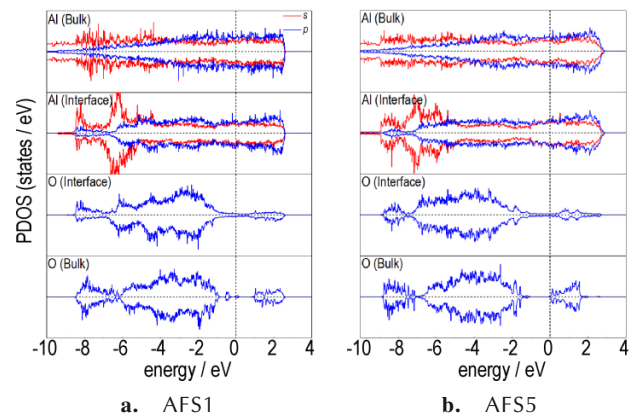 Al (Bulk)
s
p
Al (Bulk)
Al (Interface)
Al (Interface)
PDOS (states / eV)
O (Interface)
O (Interface)
O (Bulk)
O (Bulk)
-10 -8 -6 -4 -2 0 2 4
-10 -8 -6 -4 -2 0 2 4
energy / eV
energy / eV
a. AFS1
b. AFS5